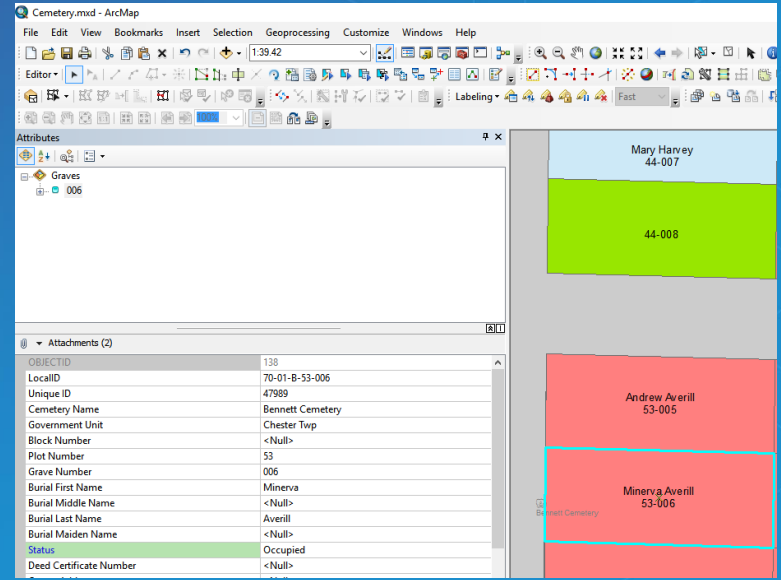 Cemetery.mxd - ArcMap
File Edit View Bookmarks Insert Selection Geoprocessing Customize Windows Help
1:39.42
Editor
Labeling Fast
100%
Attributes
Graves
006
Attachments (2)
OBJECTID 138
LocalID 70-01-B-53-006
Unique ID 47989
Cemetery Name Bennett Cemetery
Government Unit Chester Twp
Block Number <Null>
Plot Number 53
Grave Number 006
Burial First Name Minerva
Burial Middle Name <Null>
Burial Last Name Averill
Burial Maiden Name <Null>
Status Occupied
Deed Certificate Number <Null>
Mary Harvey
44-007
44-008
Andrew Averill
53-005
Minerva Averill
53-006
Bennett Cemetery